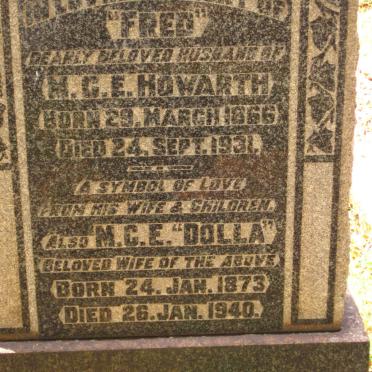 "FRED"
DEARLY BELOVED HUSBAND OF
M.C.E. HOWARTH
BORN 29. MARCH. 1866
DIED 24. SEPT. 1931.
A SYMBOL OF LOVE
FROM HIS WIFE & CHILDREN.
ALSO M.C.E. "DOLLA"
BELOVED WIFE OF THE ABOVE
BORN 24. JAN. 1873
DIED 26. JAN. 1940.